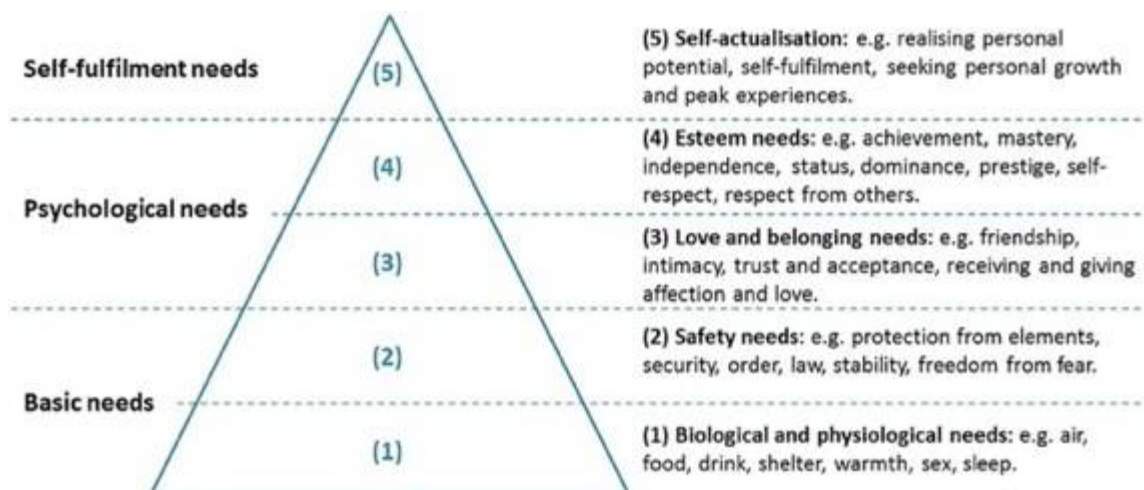 Self-fulfilment needs
(5)
(5) Self-actualisation: e.g. realising personal
potential, self-fulfilment, seeking personal growth
and peak experiences.
(4)
(4) Esteem needs: e.g. achievement, mastery,
independence, status, dominance, prestige, self-
respect, respect from others.
Psychological needs
(3)
(3) Love and belonging needs: e.g. friendship,
intimacy, trust and acceptance, receiving and giving
affection and love.
(2)
(2) Safety needs: e.g. protection from elements,
security, order, law, stability, freedom from fear.
Basic needs
(1)
(1) Biological and physiological needs: e.g. air,
food, drink, shelter, warmth, sex, sleep.